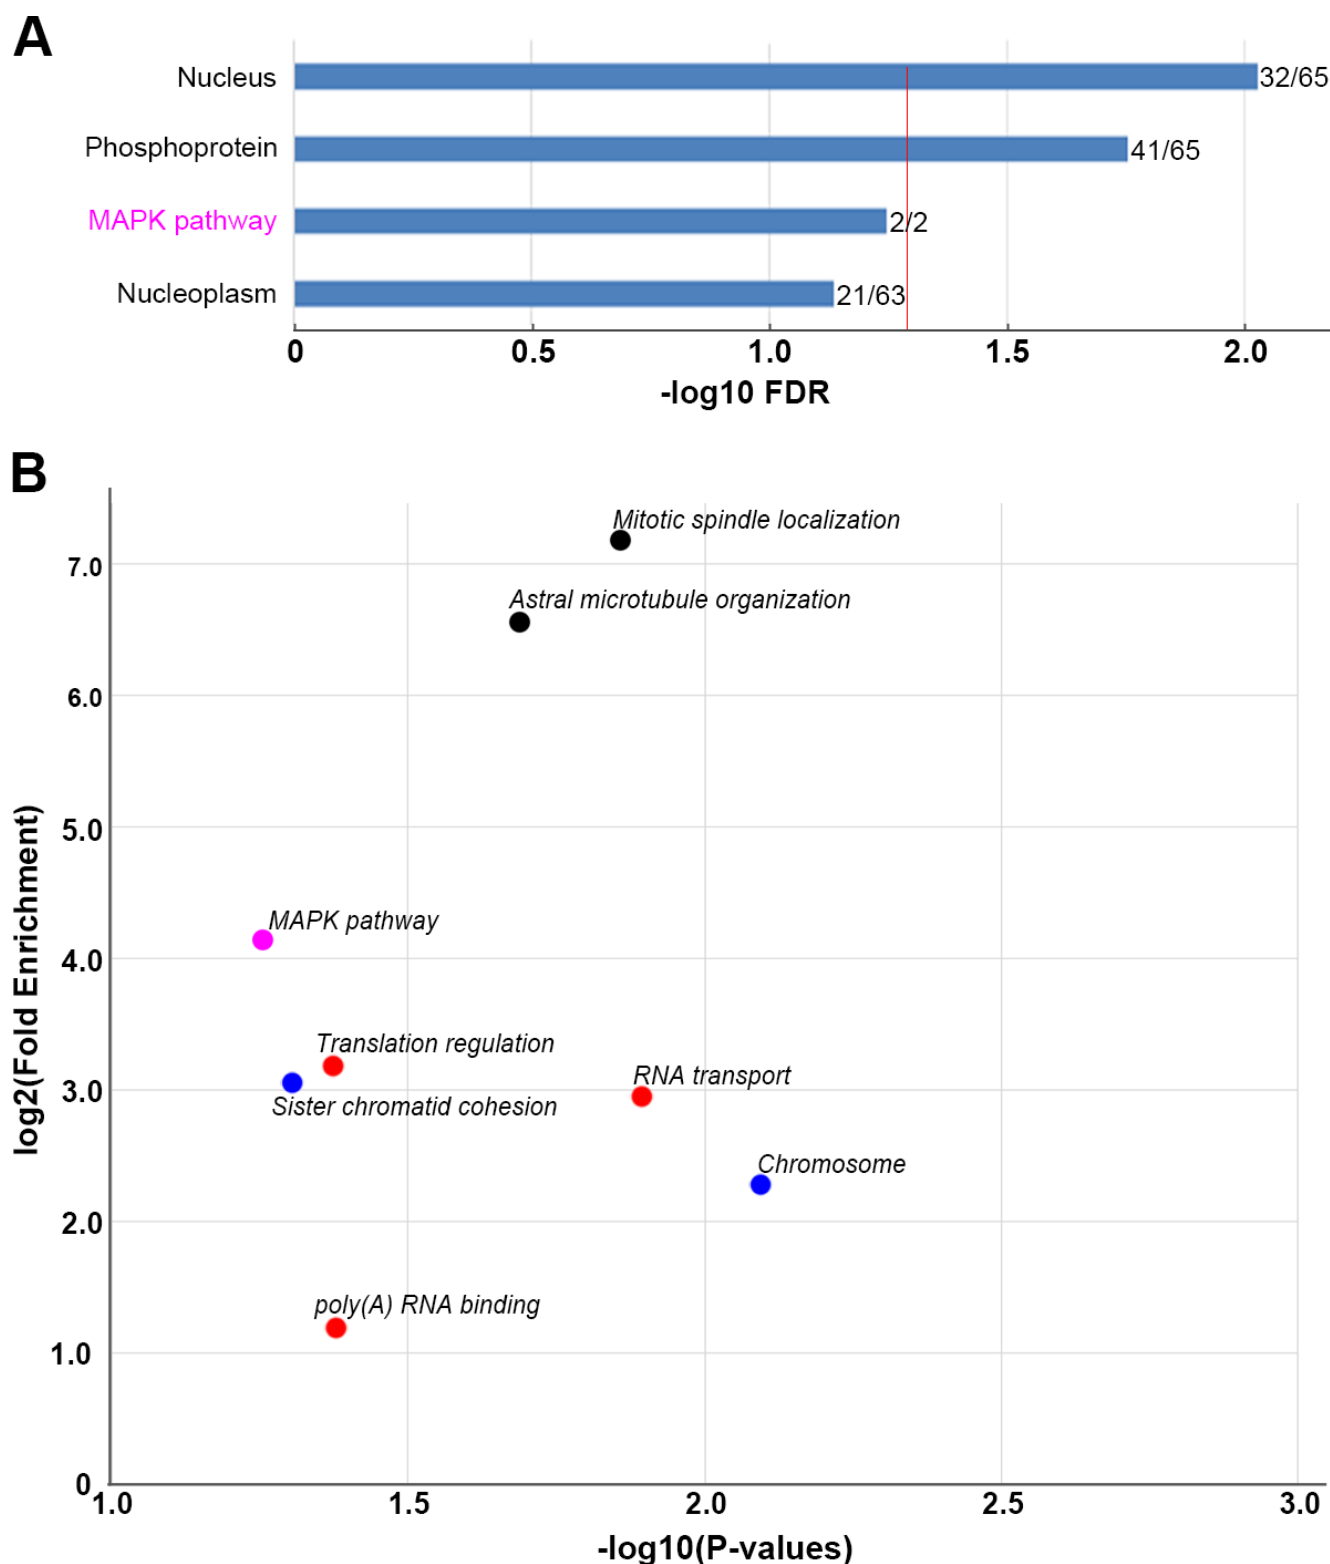 A
Nucleus 32/65
Phosphoprotein 41/65
MAPK pathway 2/2
Nucleoplasm 21/63
0 0.5 1.0 1.5 2.0
-log10 FDR
B
Mitotic spindle localization
7.0
Astral microtubule organization
6.0
5.0
MAPK pathway
4.0
Translation regulation
RNA transport
3.0
Sister chromatid cohesion
Chromosome
2.0
poly(A) RNA binding
1.0
0
log2(Fold Enrichment)
1.0 1.5 2.0 2.5 3.0
-log10(P-values)